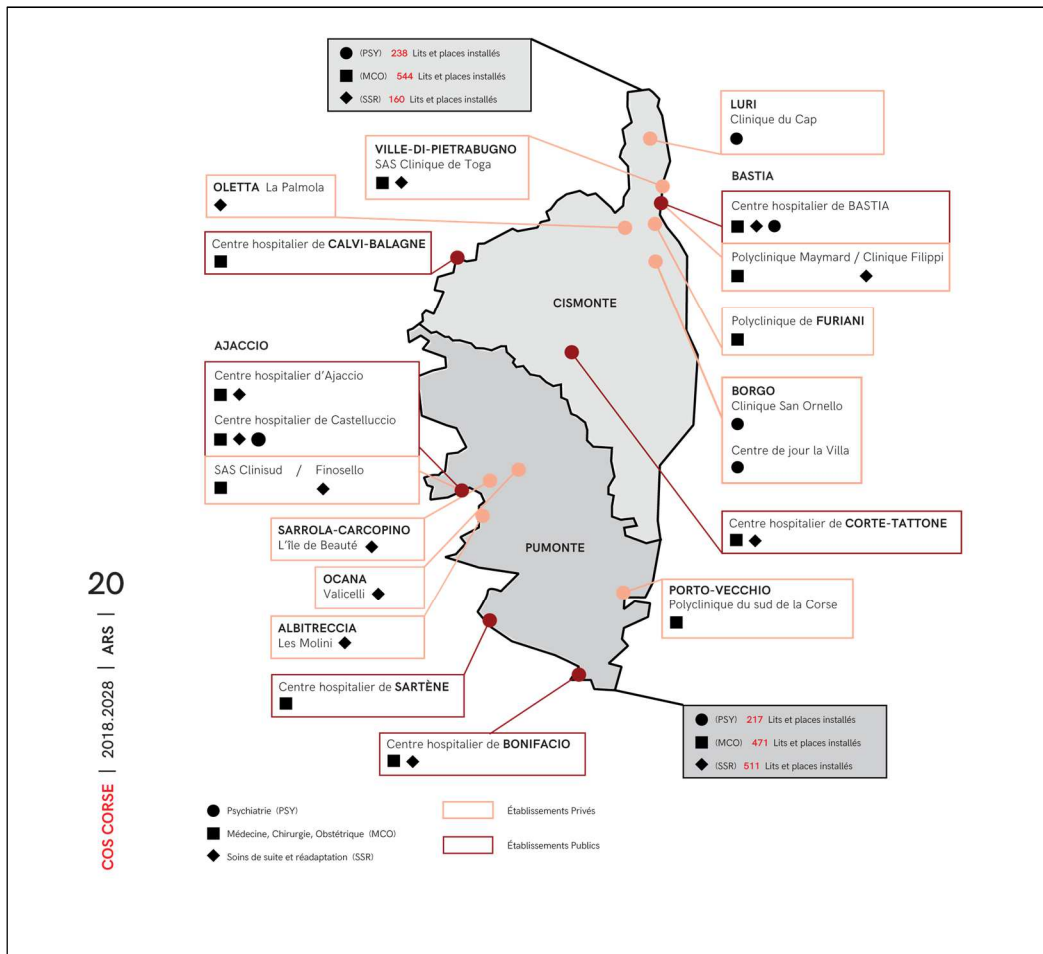 (PSY) 238 Lits et places installés
(MCO) 544 Lits et places installés
(SSR) 160 Lits et places installés
LURI
Clinique du Cap
VILLE-DI-PIETRABUGNO
SAS Clinique de Toga
OLETTA La Palmola
BASTIA
Centre hospitalier de BASTIA
Polyclinique Maymard / Clinique Filippi
Centre hospitalier de CALVI-BALAGNE
CISMONTE
Polyclinique de FURIANI
AJACCIO
Centre hospitalier d'Ajaccio
Centre hospitalier de Castelluccio
SAS Clinisud / Finosello
BORGO
Clinique San Ornello
Centre de jour la Villa
SARROLA-CARCOPINO
L'île de Beauté
PUMONTE
Centre hospitalier de CORTE-TATTONE
OCANA
Valicelli
PORTO-VECCHIO
Polyclinique du sud de la Corse
ALBITRECCIA
Les Molini
Centre hospitalier de SARTÈNE
Centre hospitalier de BONIFACIO
(PSY) 217 Lits et places installés
(MCO) 471 Lits et places installés
(SSR) 511 Lits et places installés
Psychiatrie (PSY)
Médecine, Chirurgie, Obstétrique (MCO)
Soins de suite et réadaptation (SSR)
Établissements Privés
Établissements Publics
20
COS CORSE | 2018.2028 | ARS |